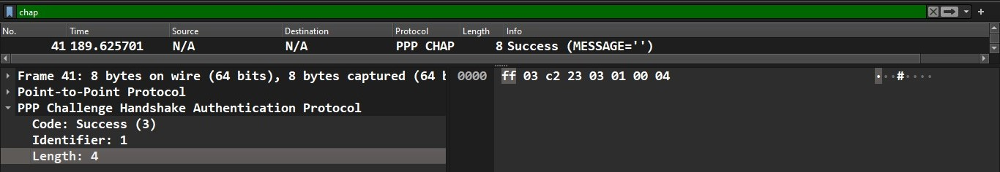 chap
No. Time Source Destination Protocol Length Info
41 189.625701 N/A N/A PPP CHAP 8 Success (MESSAGE='')
Frame 41: 8 bytes on wire (64 bits), 8 bytes captured (64 b
Point-to-Point Protocol
PPP Challenge Handshake Authentication Protocol
Code: Success (3)
Identifier: 1
Length: 4
0000 ff 03 c2 23 03 01 00 04 ···#····